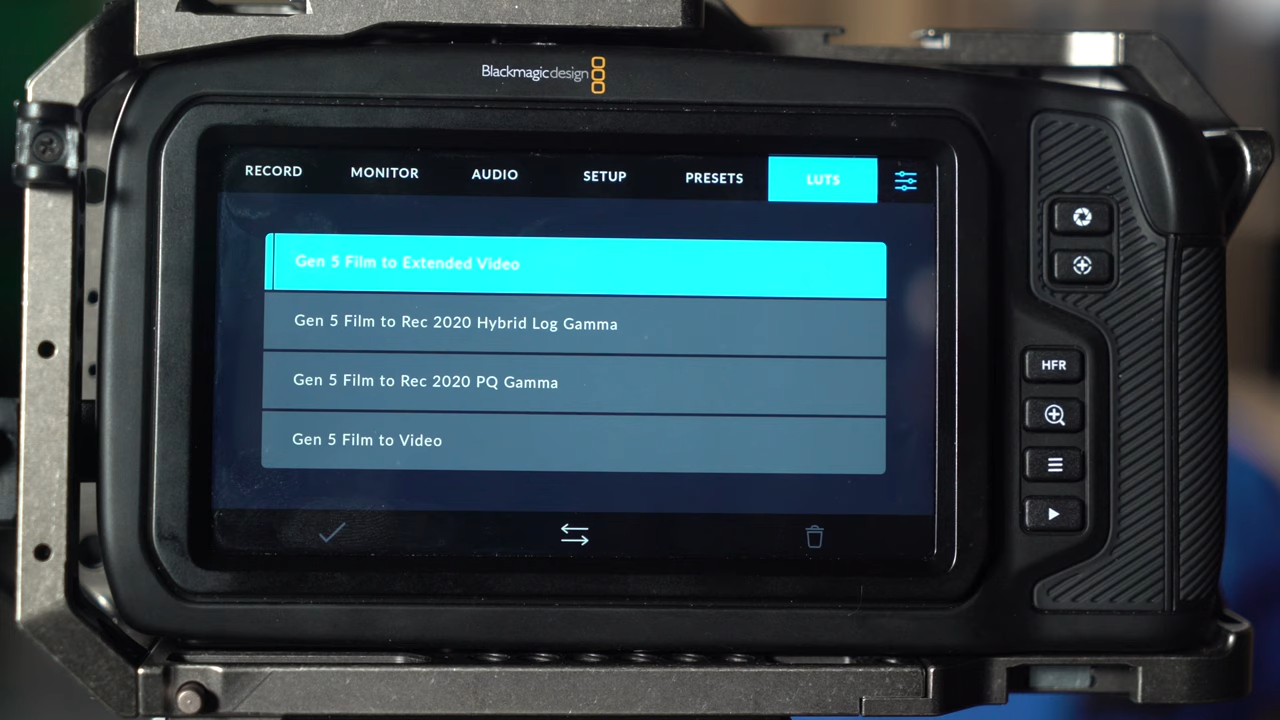 Blackmagicdesign
RECORD MONITOR AUDIO SETUP PRESETS LUTS
Gen 5 Film to Extended Video
Gen 5 Film to Rec 2020 Hybrid Log Gamma
Gen 5 Film to Rec 2020 PQ Gamma
Gen 5 Film to Video
HFR